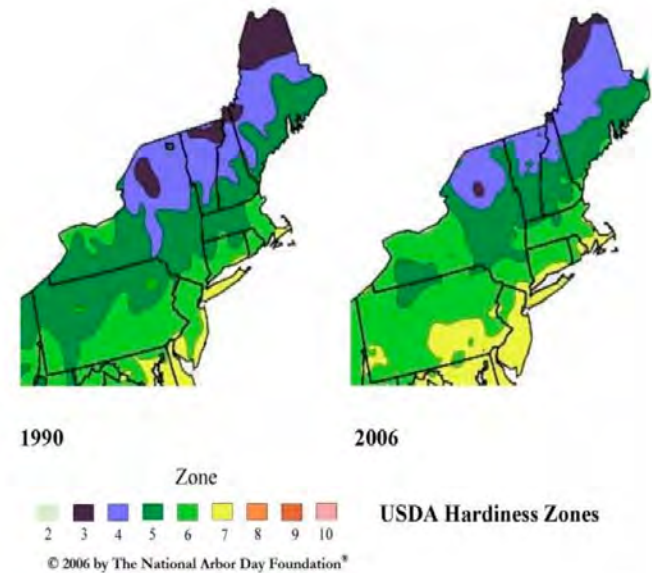 1990 2006
Zone
2 3 4 5 6 7 8 9 10
USDA Hardiness Zones
© 2006 by The National Arbor Day Foundation®